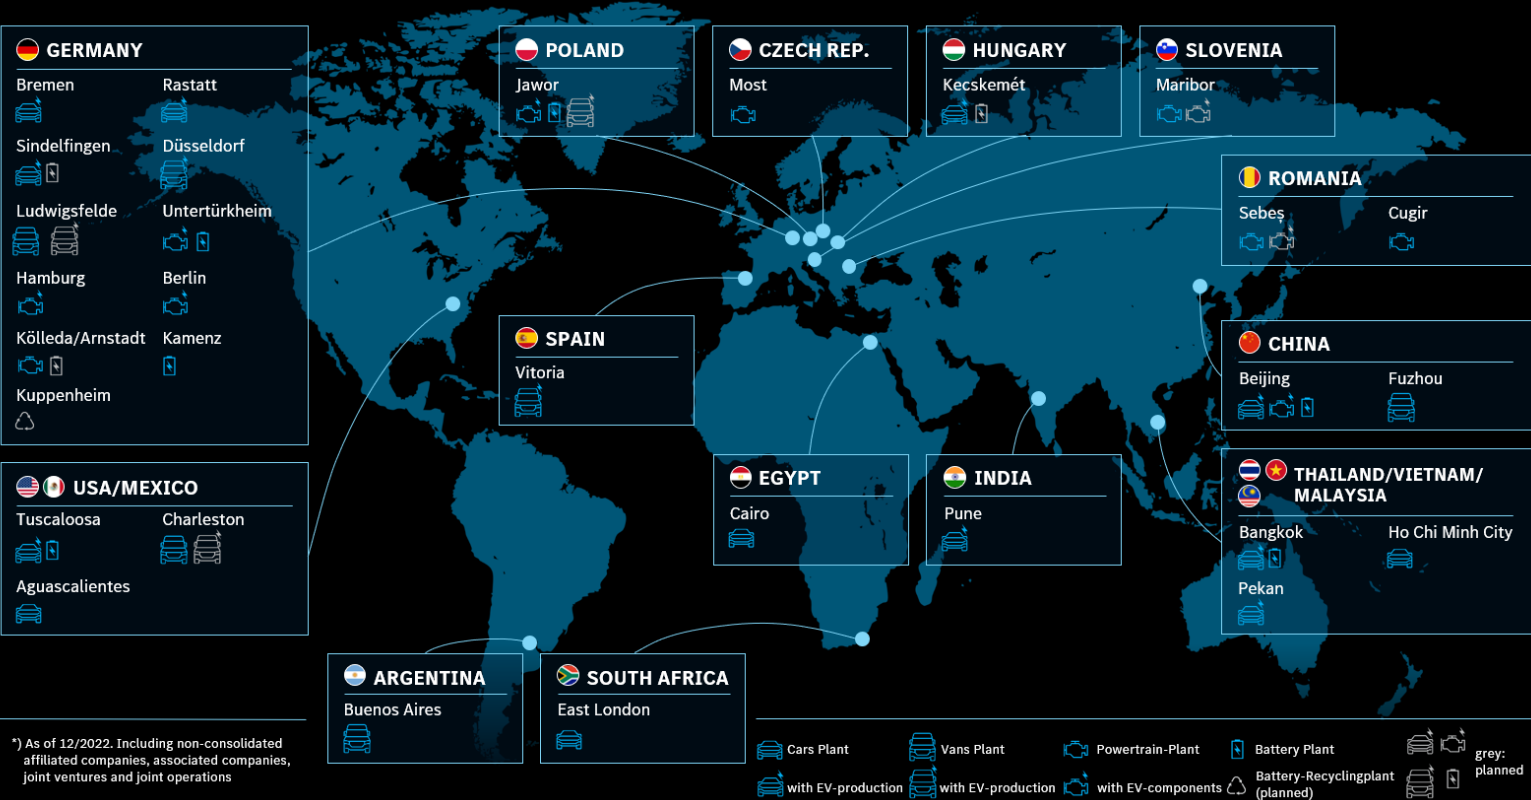 GERMANY
Bremen
Rastatt
Sindelfingen
Düsseldorf
Ludwigsfelde
Untertürkheim
Hamburg
Berlin
Kölleda/Arnstadt
Kamenz
Kuppenheim
USA/MEXICO
Tuscaloosa
Charleston
Aguascalientes
POLAND
Jawor
CZECH REP.
Most
HUNGARY
Kecskemét
SLOVENIA
Maribor
ROMANIA
Sebeș
Cugir
SPAIN
Vitoria
CHINA
Beijing
Fuzhou
EGYPT
Cairo
INDIA
Pune
THAILAND/VIETNAM/
MALAYSIA
Bangkok
Ho Chi Minh City
Pekan
ARGENTINA
Buenos Aires
SOUTH AFRICA
East London
*) As of 12/2022. Including non-consolidated
affiliated companies, associated companies,
joint ventures and joint operations
Cars Plant
with EV-production
Vans Plant
with EV-production
Powertrain-Plant
with EV-components
Battery Plant
Battery-Recyclingplant
(planned)
grey:
planned